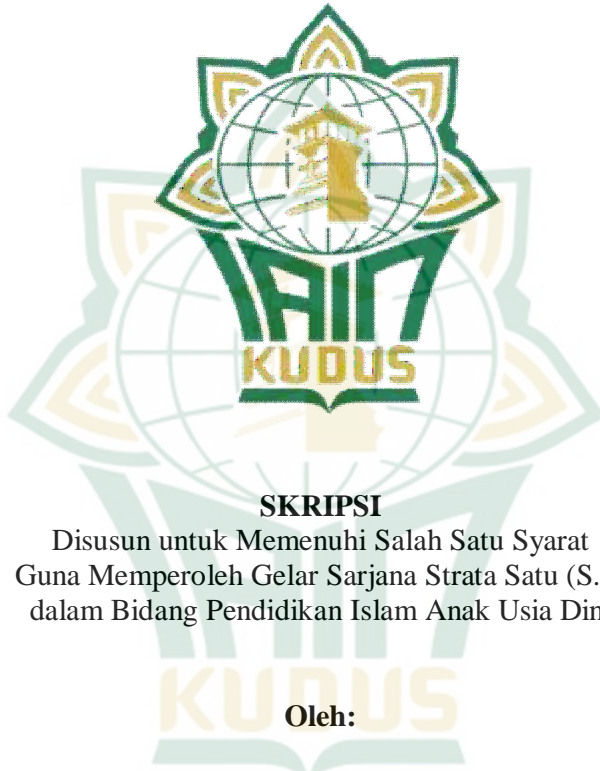 IAIN
KUDUS
SKRIPSI
Disusun untuk Memenuhi Salah Satu Syarat
Guna Memperoleh Gelar Sarjana Strata Satu (S.
dalam Bidang Pendidikan Islam Anak Usia Din
KUDUS
Oleh: